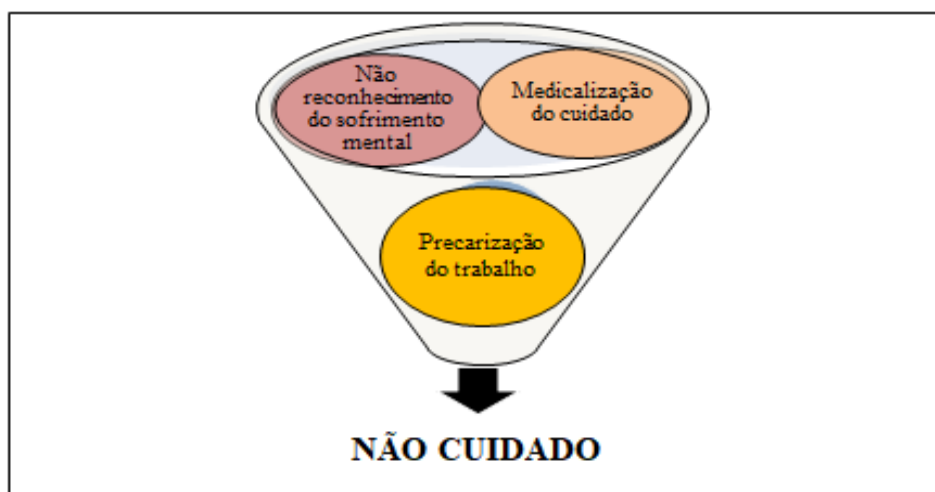 Não
reconhecimento
do sofrimento
mental
Medicalização
do cuidado
Precarização
do trabalho
NÃO CUIDADO